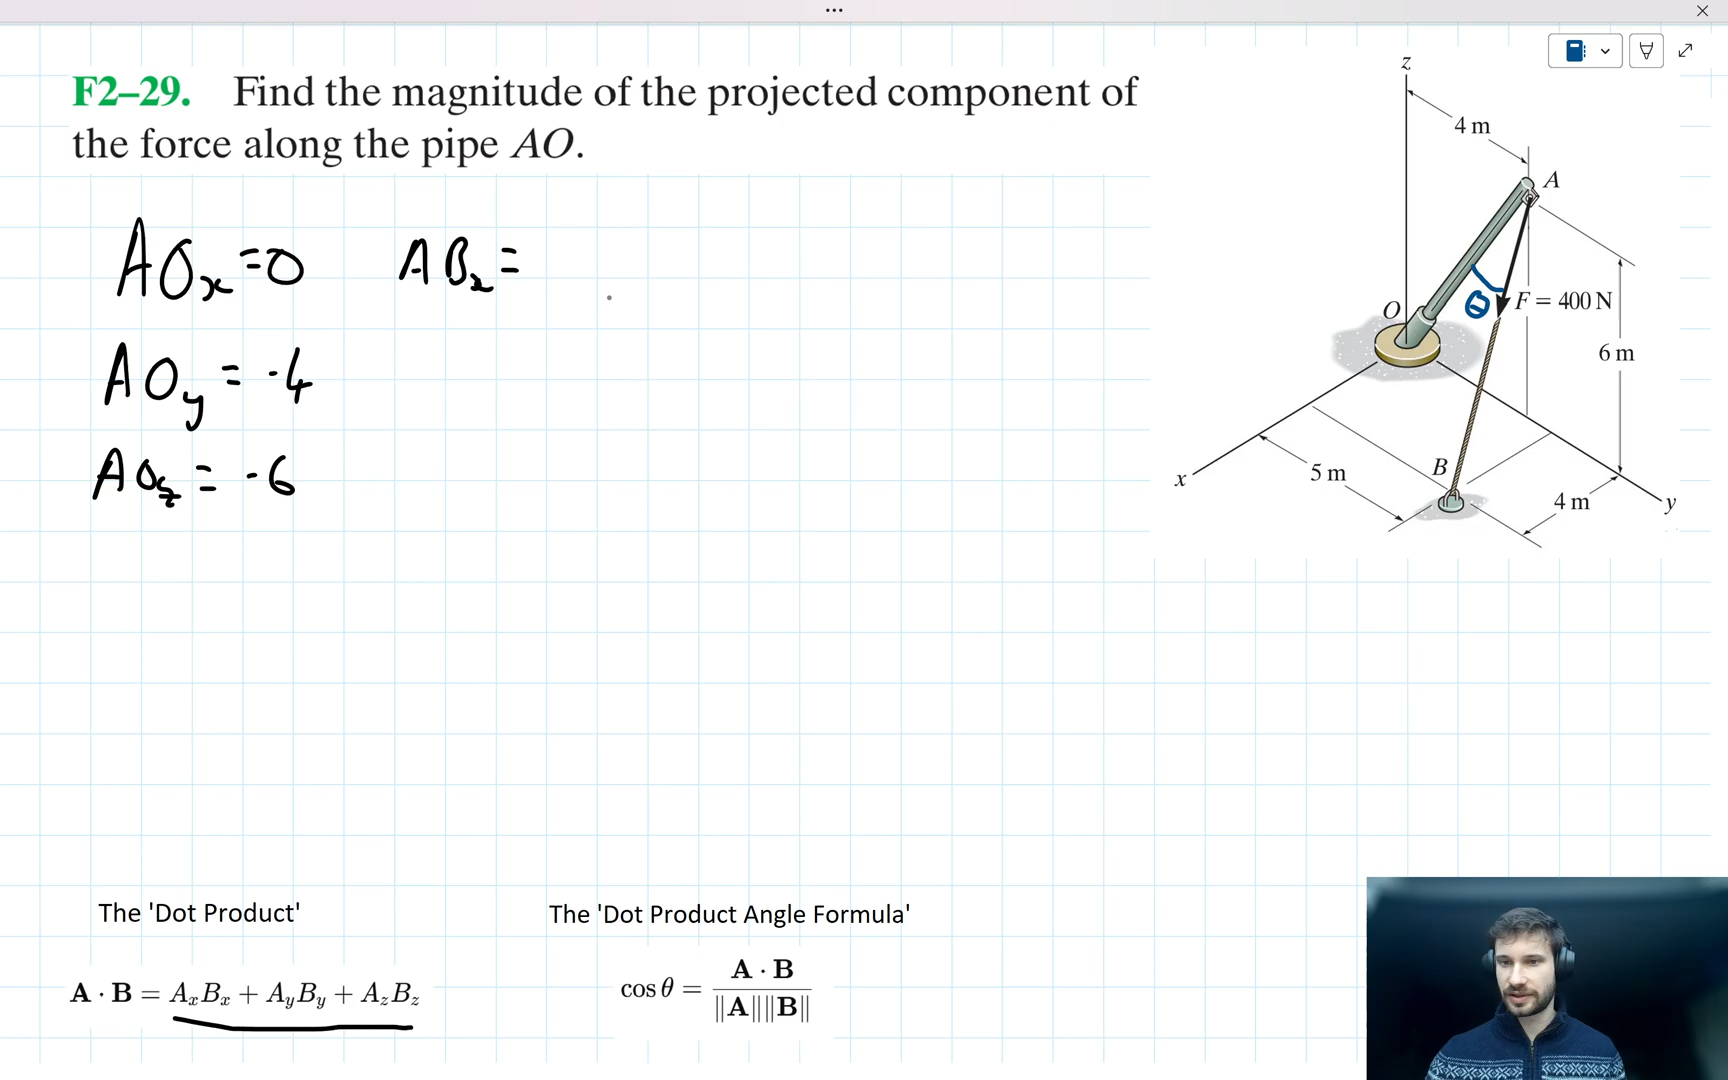 F2–29. Find the magnitude of the projected component of
the force along the pipe AO.
AOx = 0
AOy = -4
AOz = -6
ABx =
z
4 m
A
F = 400 N
θ
O
6 m
x
5 m
B
4 m
y
The 'Dot Product'
A · B = AxBx + AyBy + AzBz
The 'Dot Product Angle Formula'
cos θ = A · B / ||A|| ||B||